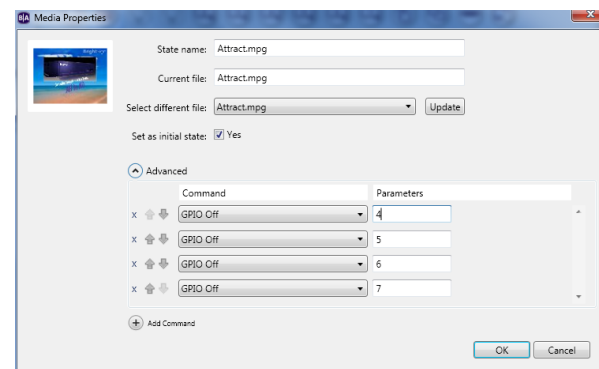 BA Media Properties
State name: Attract.mpg
Current file: Attract.mpg
Select different file: Attract.mpg Update
Set as initial state: Yes
Advanced
Command Parameters
x GPIO Off 4
x GPIO Off 5
x GPIO Off 6
x GPIO Off 7
Add Command
OK Cancel